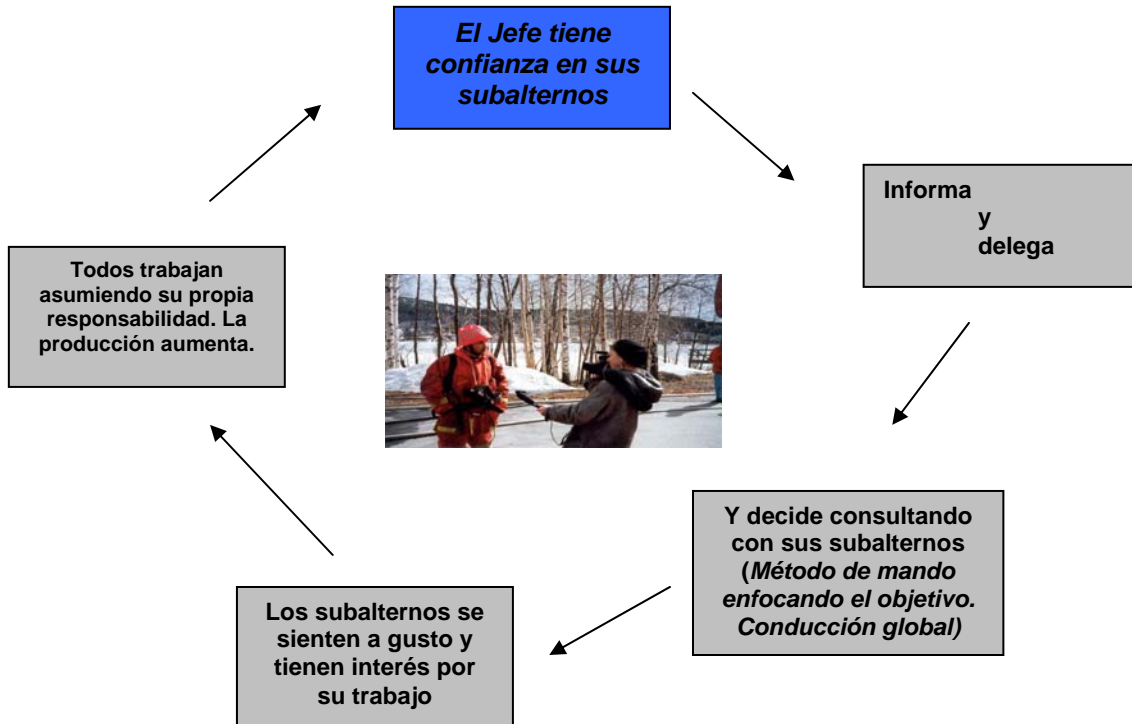 El Jefe tiene
confianza en sus
subalternos
Informa
y
delega
Y decide consultando
con sus subalternos
(Método de mando
enfocando el objetivo.
Conducción global)
Los subalternos se
sienten a gusto y
tienen interés por
su trabajo
Todos trabajan
asumiendo su propia
responsabilidad. La
producción aumenta.